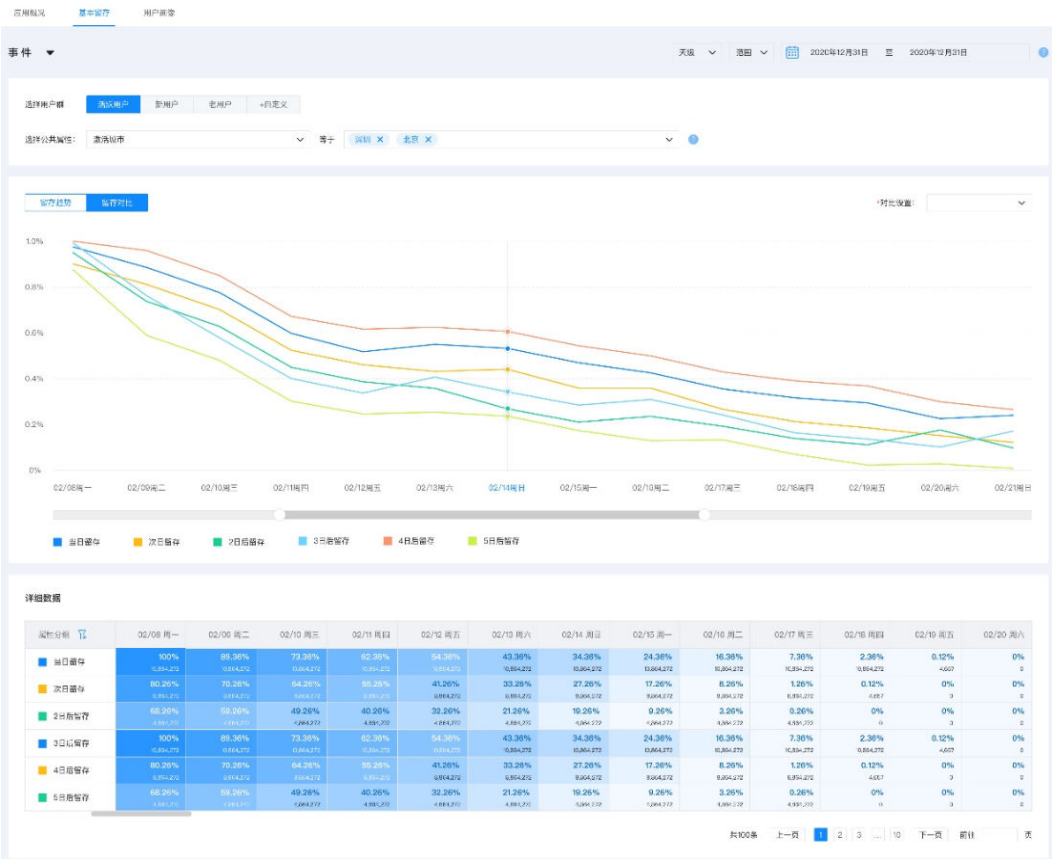 应用概况 基本留存 用户画像
事件 天级 范围 2020年12月31日 至 2020年12月31日
选择用户群 活跃用户 新用户 老用户 +自定义
选择公共属性: 激活城市 等于 深圳 × 北京 ×
留存趋势 留存对比 *对比设置:
1.0%
0.8%
0.6%
0.4%
0.2%
0%
02/08周一 02/09周二 02/10周三 02/11周四 02/12周五 02/13周六 02/14周日 02/15周一 02/16周二 02/17周三 02/18周四 02/19周五 02/20周六 02/21周日
当日留存 次日留存 2日后留存 3日后留存 4日后留存 5日后留存
详细数据
属性分组 02/08 周一 02/09 周二 02/10 周三 02/11 周四 02/12 周五 02/13 周六 02/14 周日 02/15 周一 02/16 周二 02/17 周三 02/18 周四 02/19 周五 02/20 周六
当日留存 100% 89.36% 73.36% 62.36% 54.36% 43.36% 34.36% 24.36% 16.36% 7.36% 2.36% 0.12% 0%
次日留存 80.26% 70.26% 64.26% 55.26% 41.26% 33.26% 27.26% 17.26% 8.26% 1.26% 0.12% 0% 0%
2日后留存 68.26% 59.26% 49.26% 40.26% 32.26% 21.26% 19.26% 9.26% 3.26% 0.26% 0% 0% 0%
3日后留存 100% 89.36% 73.36% 62.36% 54.36% 43.36% 34.36% 24.36% 16.36% 7.36% 2.36% 0.12% 0%
4日后留存 80.26% 70.26% 64.26% 55.26% 41.26% 33.26% 27.26% 17.26% 8.26% 1.26% 0.12% 0% 0%
5日后留存 68.26% 59.26% 49.26% 40.26% 32.26% 21.26% 19.26% 9.26% 3.26% 0.26% 0% 0% 0%
共100条 上一页 1 2 3 ... 10 下一页 前往 页